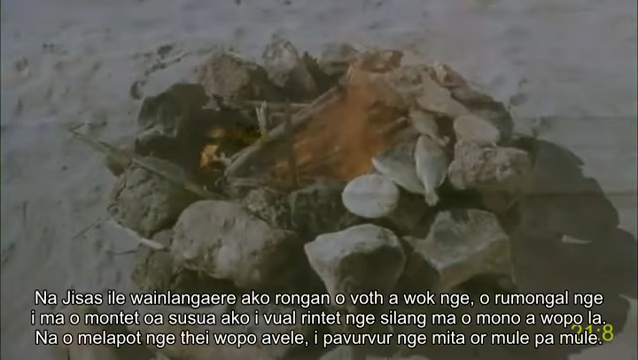 Na Jisas ile wainlangaere ako rongan o voth a wok nge, o rumongal nge
i ma o montet oa susua ako i vual rintet nge silang ma o mono a wopo la.
Na o melapot nge thei wopo avele, i pavurvur nge mita or mule pa mule.
21:8